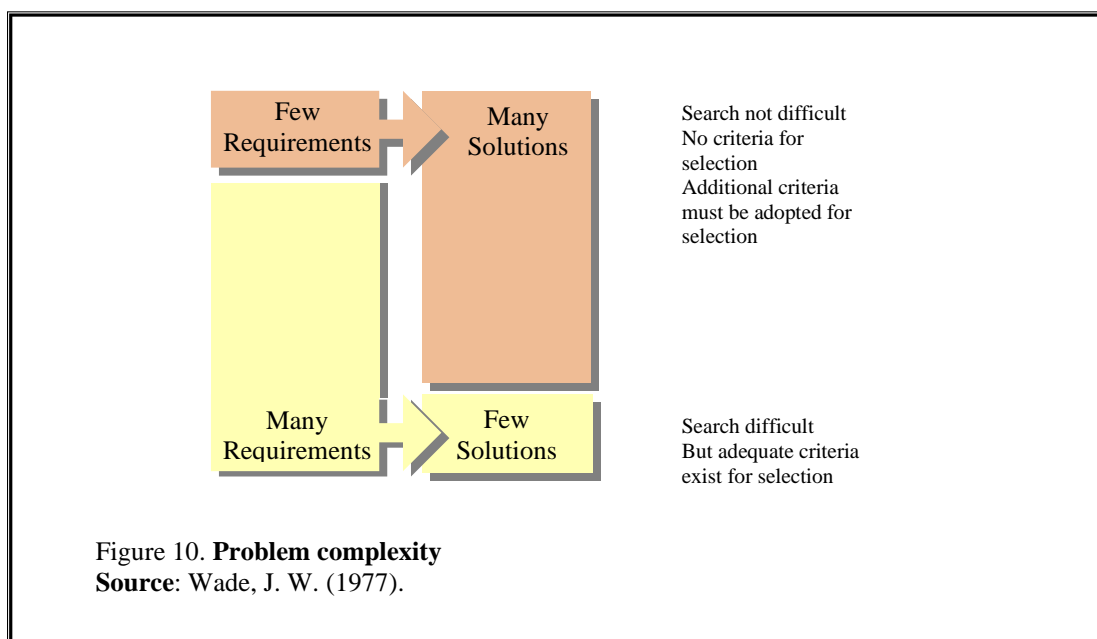 Few
Requirements
Many
Solutions
Search not difficult
No criteria for
selection
Additional criteria
must be adopted for
selection
Many
Requirements
Few
Solutions
Search difficult
But adequate criteria
exist for selection
Figure 10. Problem complexity
Source: Wade, J. W. (1977).